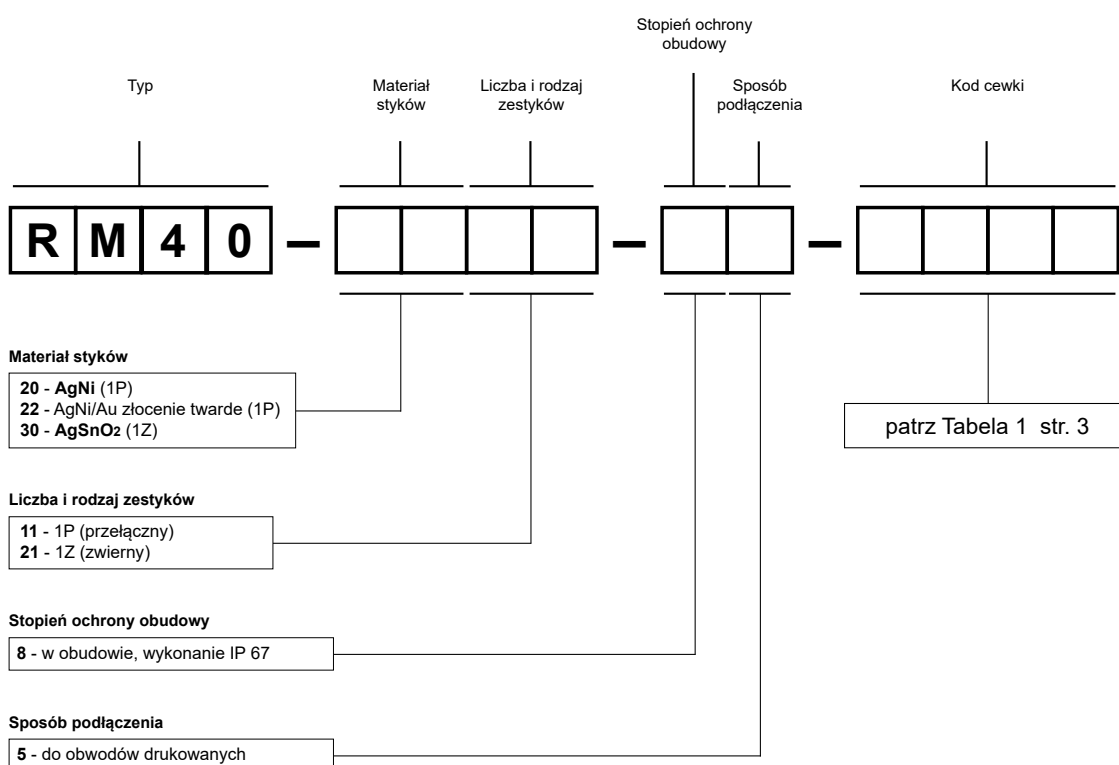 Stopień ochrony
obudowy
Typ
Materiał
styków
Liczba i rodzaj
zestyków
Sposób
podłączenia
Kod cewki
RM40 – –  –
Materiał styków
20 - AgNi (1P)
22 - AgNi/Au złocenie twarde (1P)
30 - AgSnO2 (1Z)
patrz Tabela 1 str. 3
Liczba i rodzaj zestyków
11 - 1P (przełączny)
21 - 1Z (zwierny)
Stopień ochrony obudowy
8 - w obudowie, wykonanie IP 67
Sposób podłączenia
5 - do obwodów drukowanych